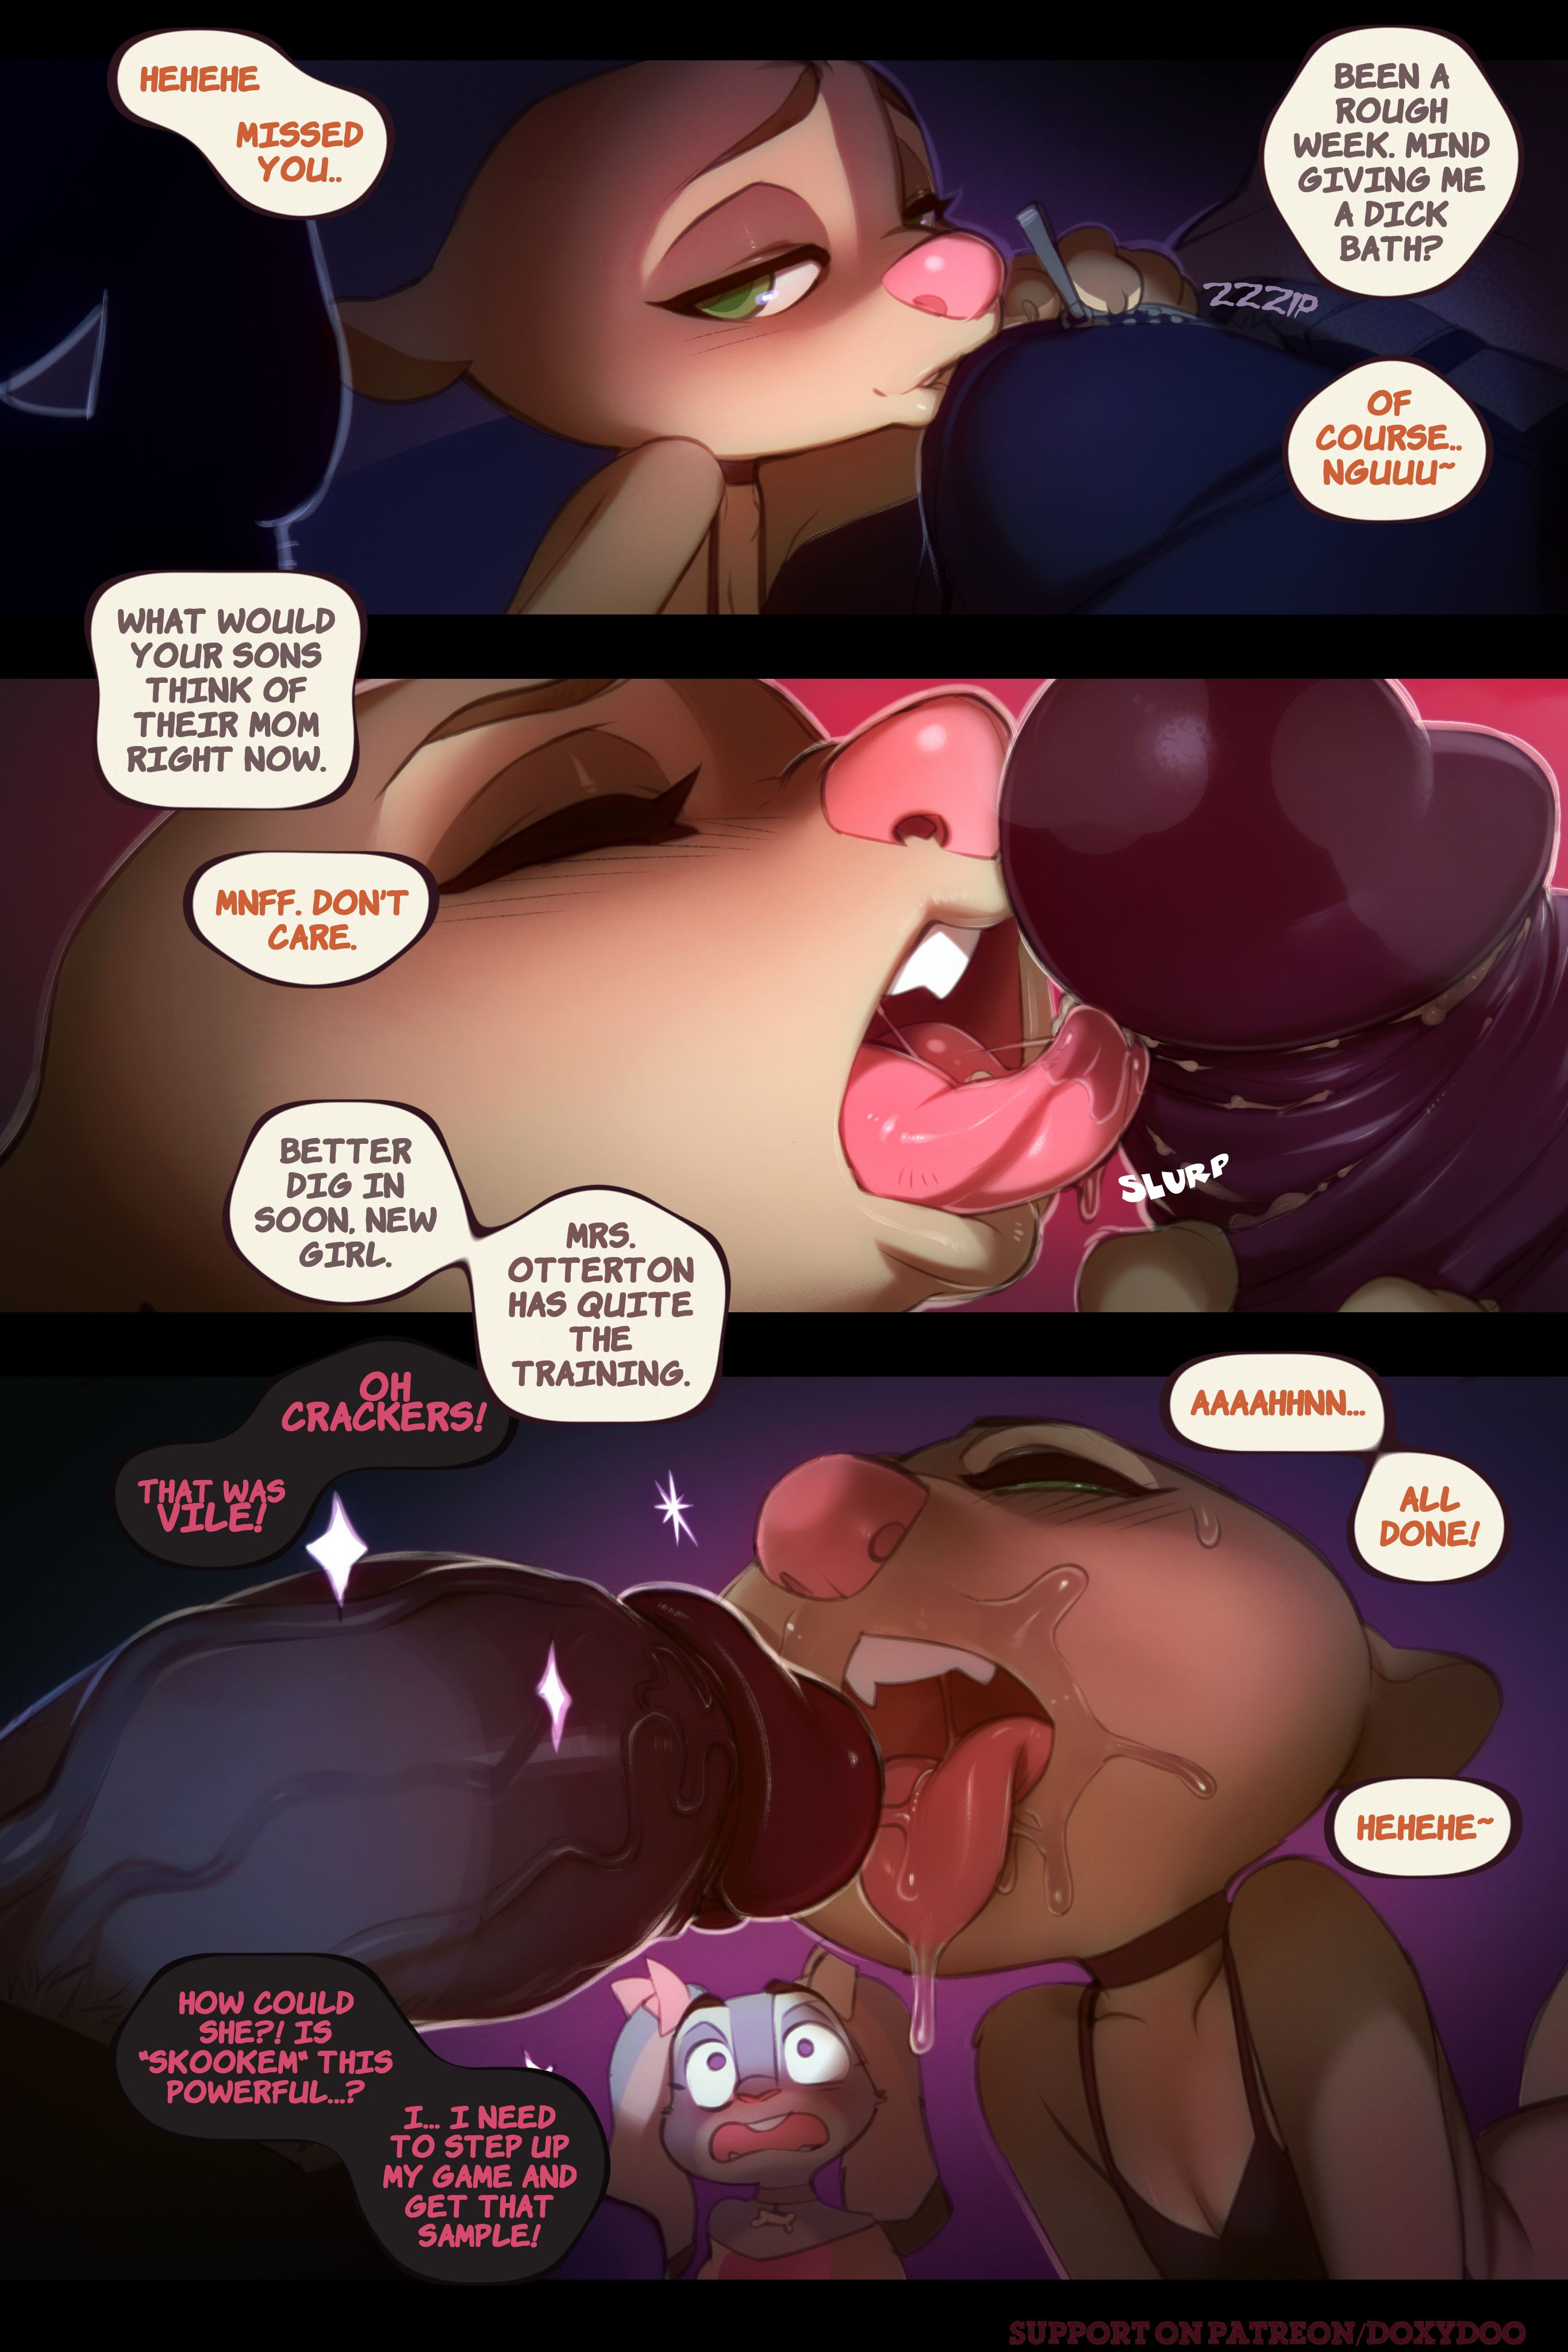 HEHEHE
MISSED
YOU..
BEEN A
ROUGH
WEEK. MIND
GIVING ME
A DICK
BATH?
ZZZIP
OF
COURSE..
NGUUU~
WHAT WOULD
YOUR SONS
THINK OF
THEIR MOM
RIGHT NOW.
MNFF. DON'T
CARE.
SLURP
BETTER
DIG IN
SOON, NEW
GIRL.
MRS.
OTTERTON
HAS QUITE
THE
TRAINING.
OH
CRACKERS!
THAT WAS
VILE!
AAAAHHNN...
ALL
DONE!
HEHEHE~
HOW COULD
SHE?! IS
"SKOOKEM" THIS
POWERFUL...?
I... I NEED
TO STEP UP
MY GAME AND
GET THAT
SAMPLE!
SUPPORT ON PATREON/DOXYDOO